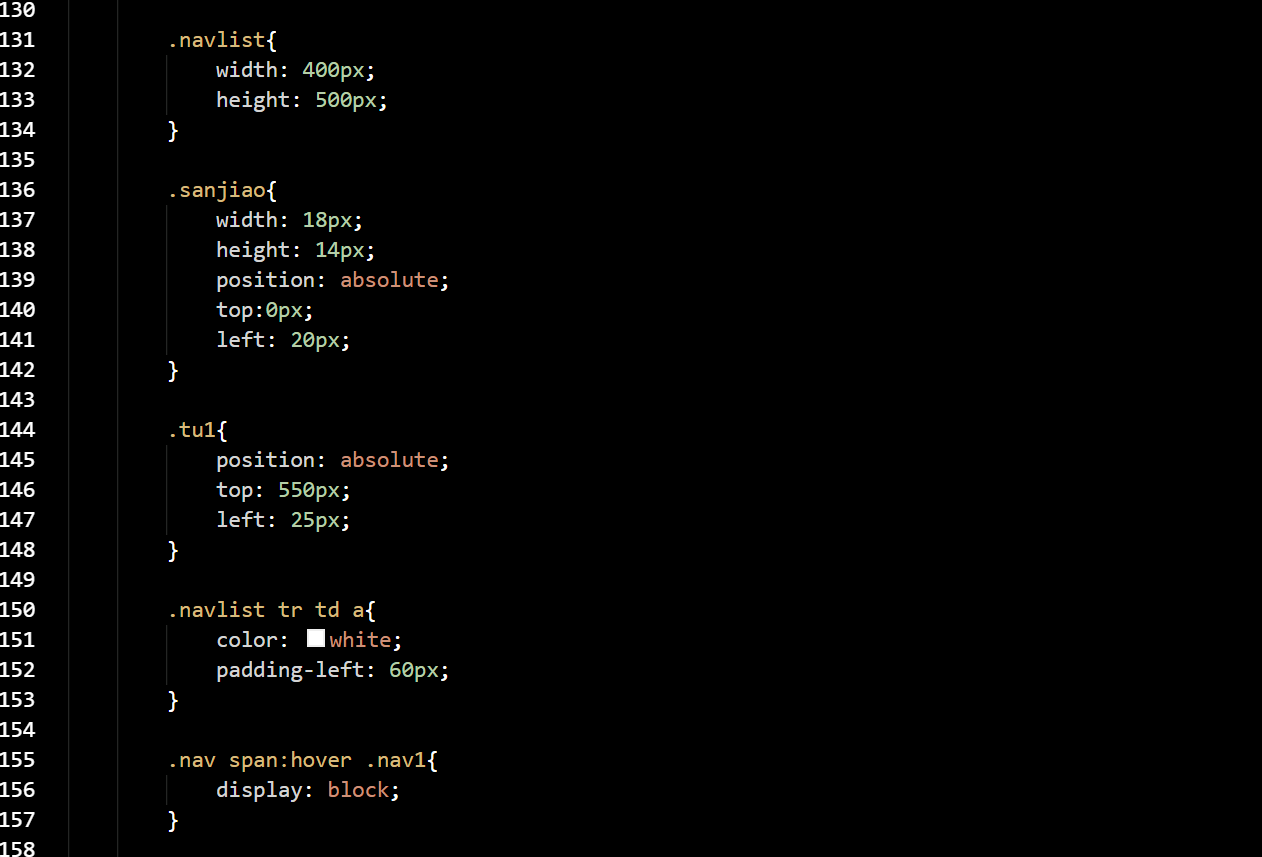 130
131 .navlist{
132 width: 400px;
133 height: 500px;
134 }
135
136 .sanjiao{
137 width: 18px;
138 height: 14px;
139 position: absolute;
140 top:0px;
141 left: 20px;
142 }
143
144 .tu1{
145 position: absolute;
146 top: 550px;
147 left: 25px;
148 }
149
150 .navlist tr td a{
151 color: white;
152 padding-left: 60px;
153 }
154
155 .nav span:hover .nav1{
156 display: block;
157 }
158